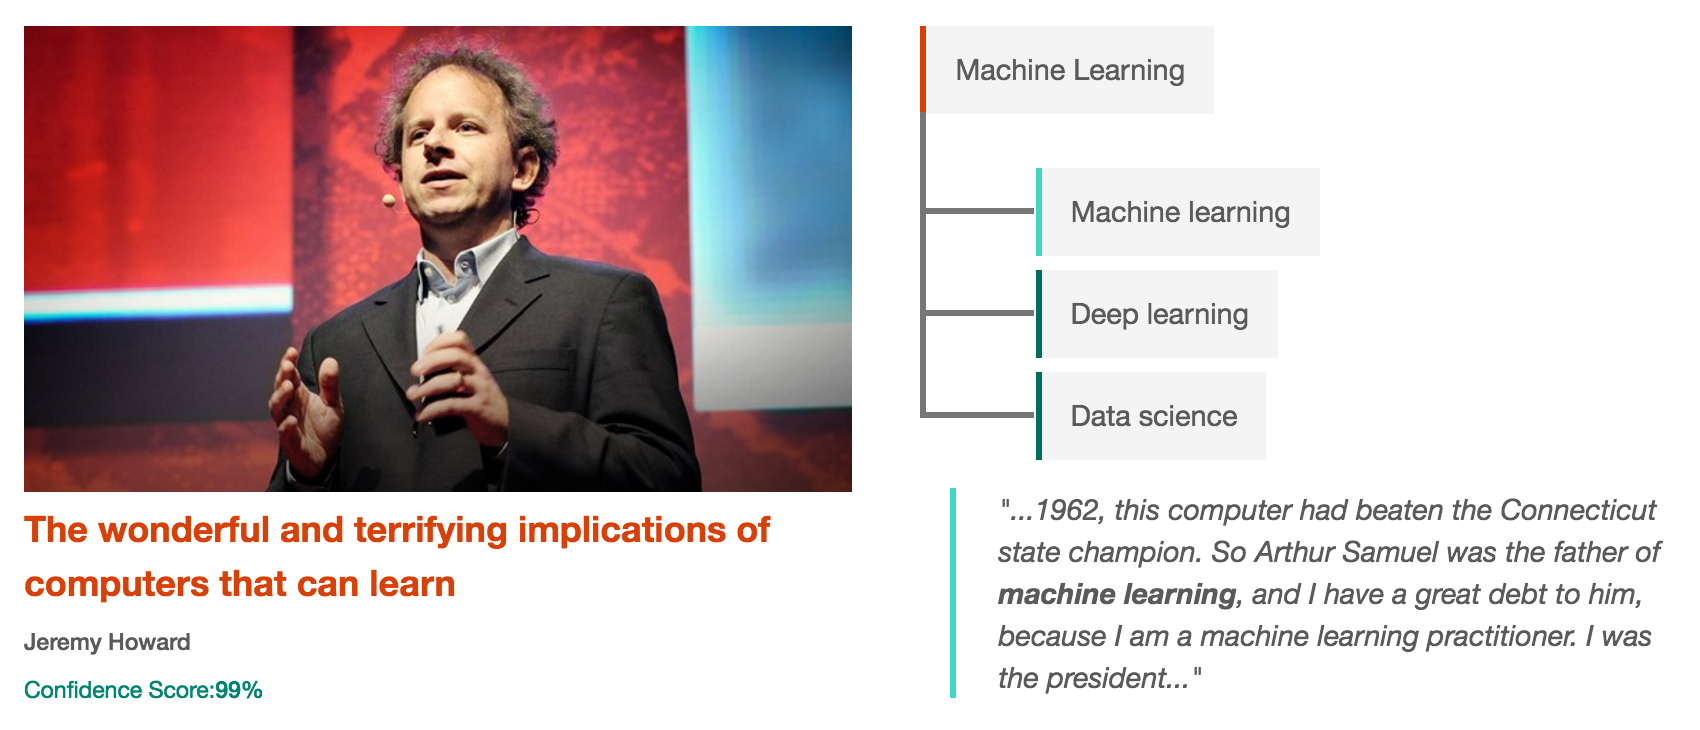 The wonderful and terrifying implications of
computers that can learn
Jeremy Howard
Confidence Score:99%
Machine Learning
Machine learning
Deep learning
Data science
"...1962, this computer had beaten the Connecticut
state champion. So Arthur Samuel was the father of
machine learning, and I have a great debt to him,
because I am a machine learning practitioner. I was
the president..."